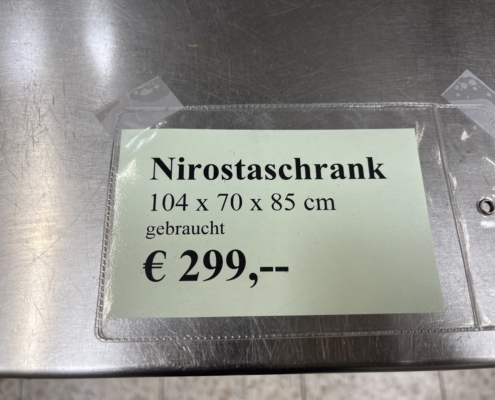 Nirostaschrank
104 x 70 x 85 cm
gebraucht
€ 299,--